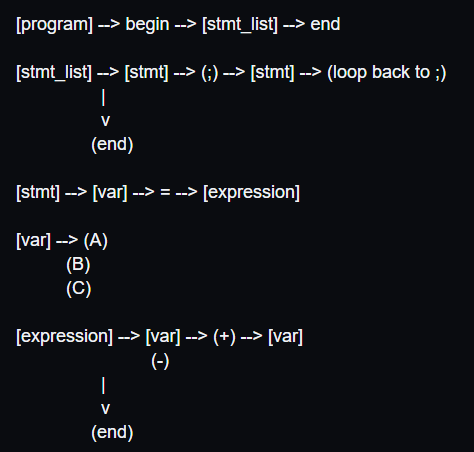 [program] --> begin --> [stmt_list] --> end
[stmt_list] --> [stmt] --> (;) --> [stmt] --> (loop back to ;)
|
v
(end)
[stmt] --> [var] --> = --> [expression]
[var] --> (A)
(B)
(C)
[expression] --> [var] --> (+) --> [var]
(-)
|
v
(end)